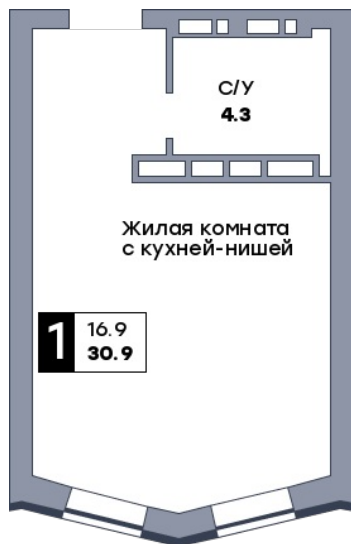 С/У
4.3
Жилая комната
с кухней-нишей
1
16.9
30.9